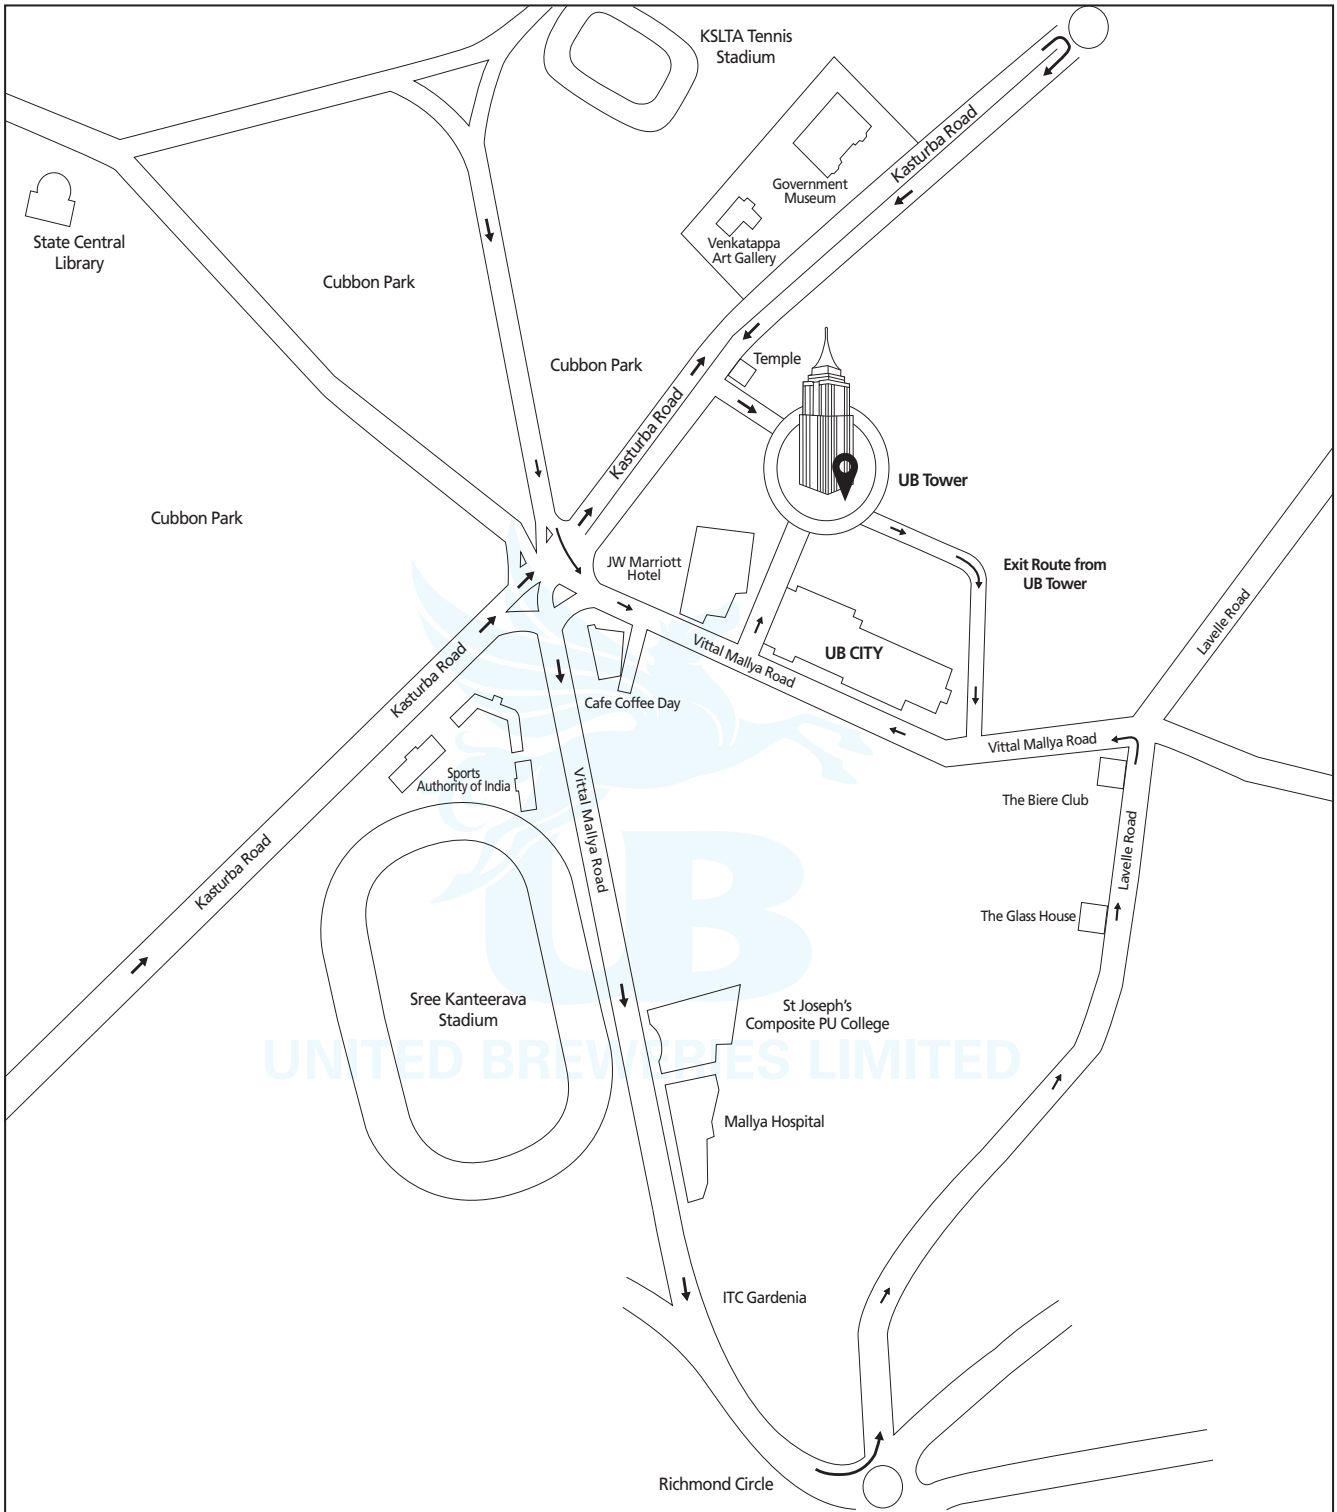 KSLTA Tennis
Stadium
Kasturba Road
Government
Museum
State Central
Library
Venkatappa
Art Gallery
Cubbon Park
Cubbon Park
Temple
Kasturba Road
UB Tower
Cubbon Park
JW Marriott
Hotel
Exit Route from
UB Tower
Lavelle Road
Vittal Mallya Road
UB CITY
Kasturba Road
Cafe Coffee Day
Vittal Mallya Road
Sports
Authority of India
The Biere Club
Vittal Mallya Road
Lavelle Road
Kasturba Road
The Glass House
UB
Sree Kanteerava
Stadium
St Joseph's
Composite PU College
UNITED BREWERIES LIMITED
Mallya Hospital
ITC Gardenia
Richmond Circle